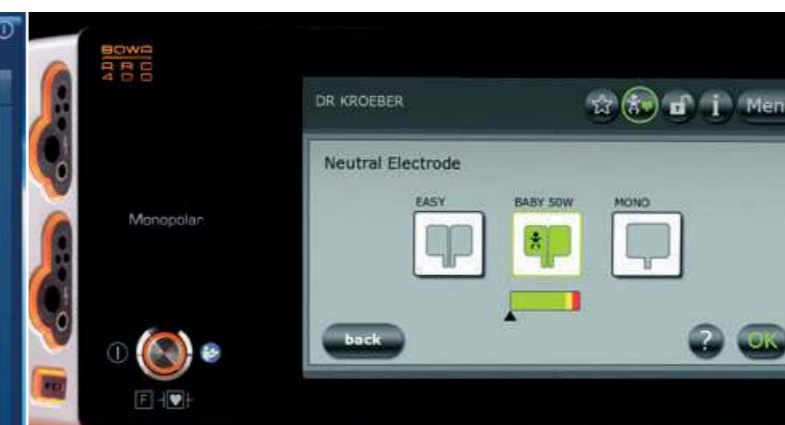 BOWA
ARC
400
DR KROEBER
i
Men
Neutral Electrode
EASY
BABY 50W
MONO
Monopolar
back
?
OK
F